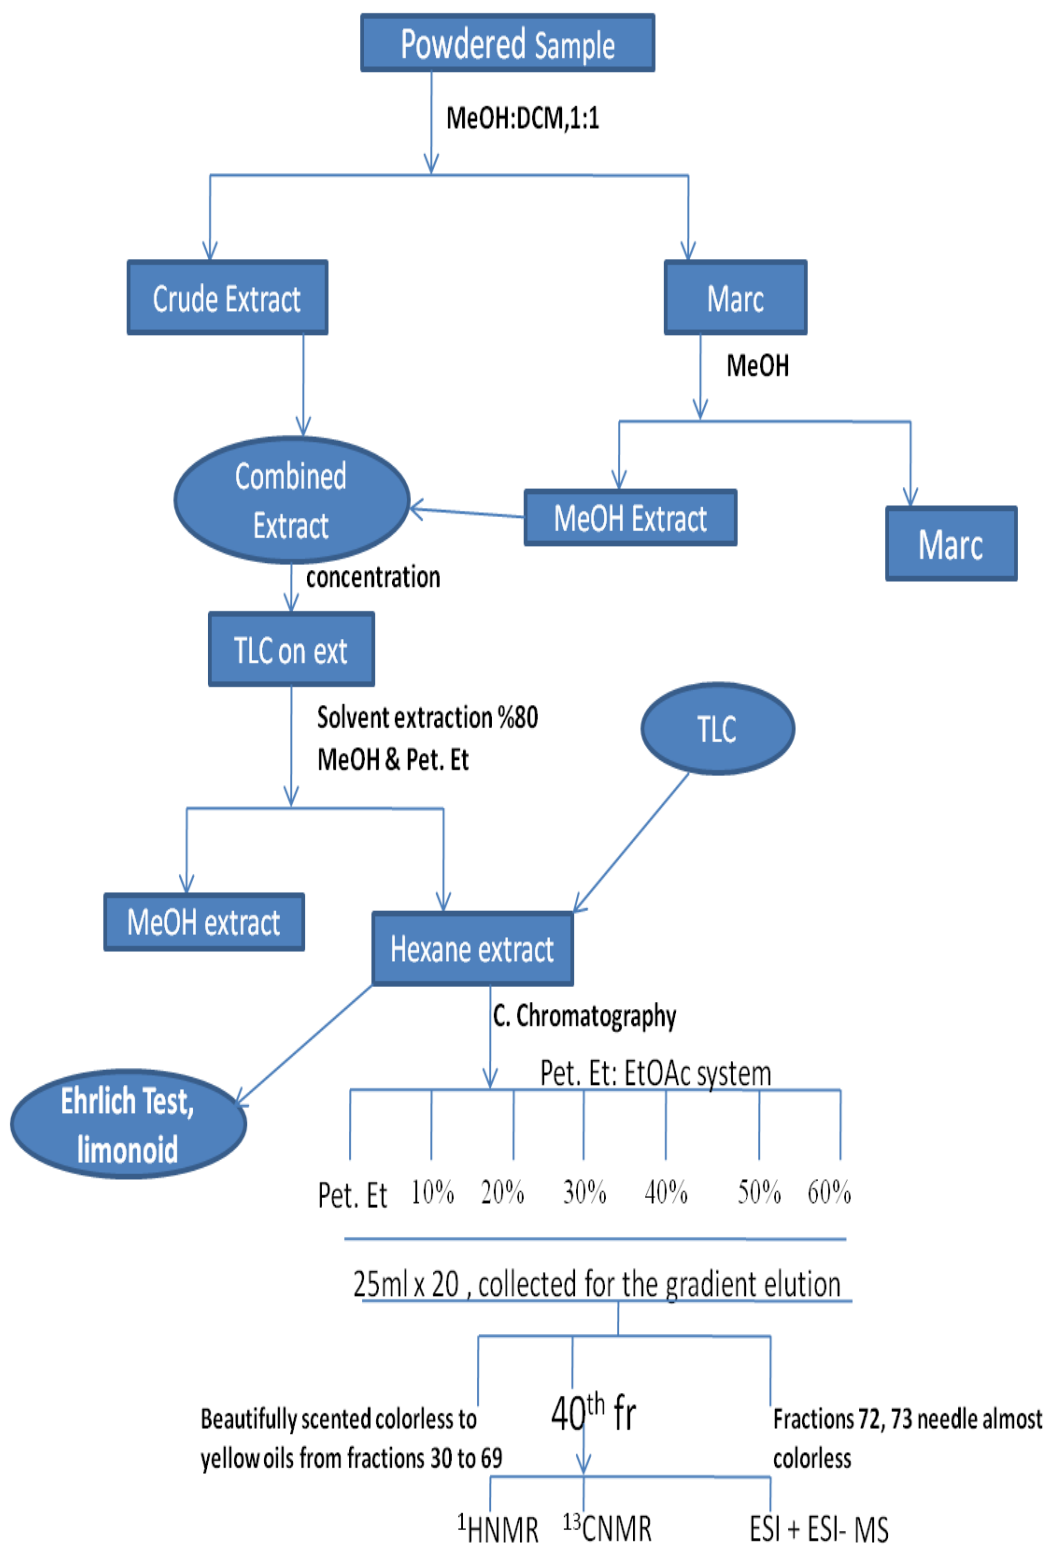 Powdered Sample
MeOH:DCM,1:1
Crude Extract
Marc
MeOH
Combined
Extract
MeOH Extract
Marc
concentration
TLC on ext
Solvent extraction %80
MeOH & Pet. Et
TLC
MeOH extract
Hexane extract
C. Chromatography
Pet. Et: EtOAc system
Ehrlich Test,
limonoid
Pet. Et 10% 20% 30% 40% 50% 60%
25ml x 20 , collected for the gradient elution
Beautifully scented colorless to
yellow oils from fractions 30 to 69
40th fr
Fractions 72, 73 needle almost
colorless
¹HNMR ¹³CNMR ESI + ESI- MS